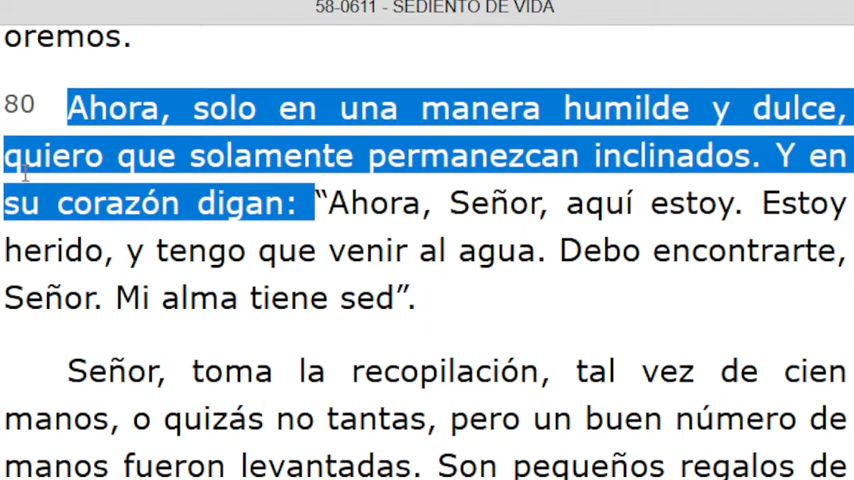 58-0611 - SEDIENTO DE VIDA
oremos.
80 Ahora, solo en una manera humilde y dulce,
quiero que solamente permanezcan inclinados. Y en
su corazón digan: “Ahora, Señor, aquí estoy. Estoy
herido, y tengo que venir al agua. Debo encontrarte,
Señor. Mi alma tiene sed”.
Señor, toma la recopilación, tal vez de cien
manos, o quizás no tantas, pero un buen número de
manos fueron levantadas. Son pequeños regalos de